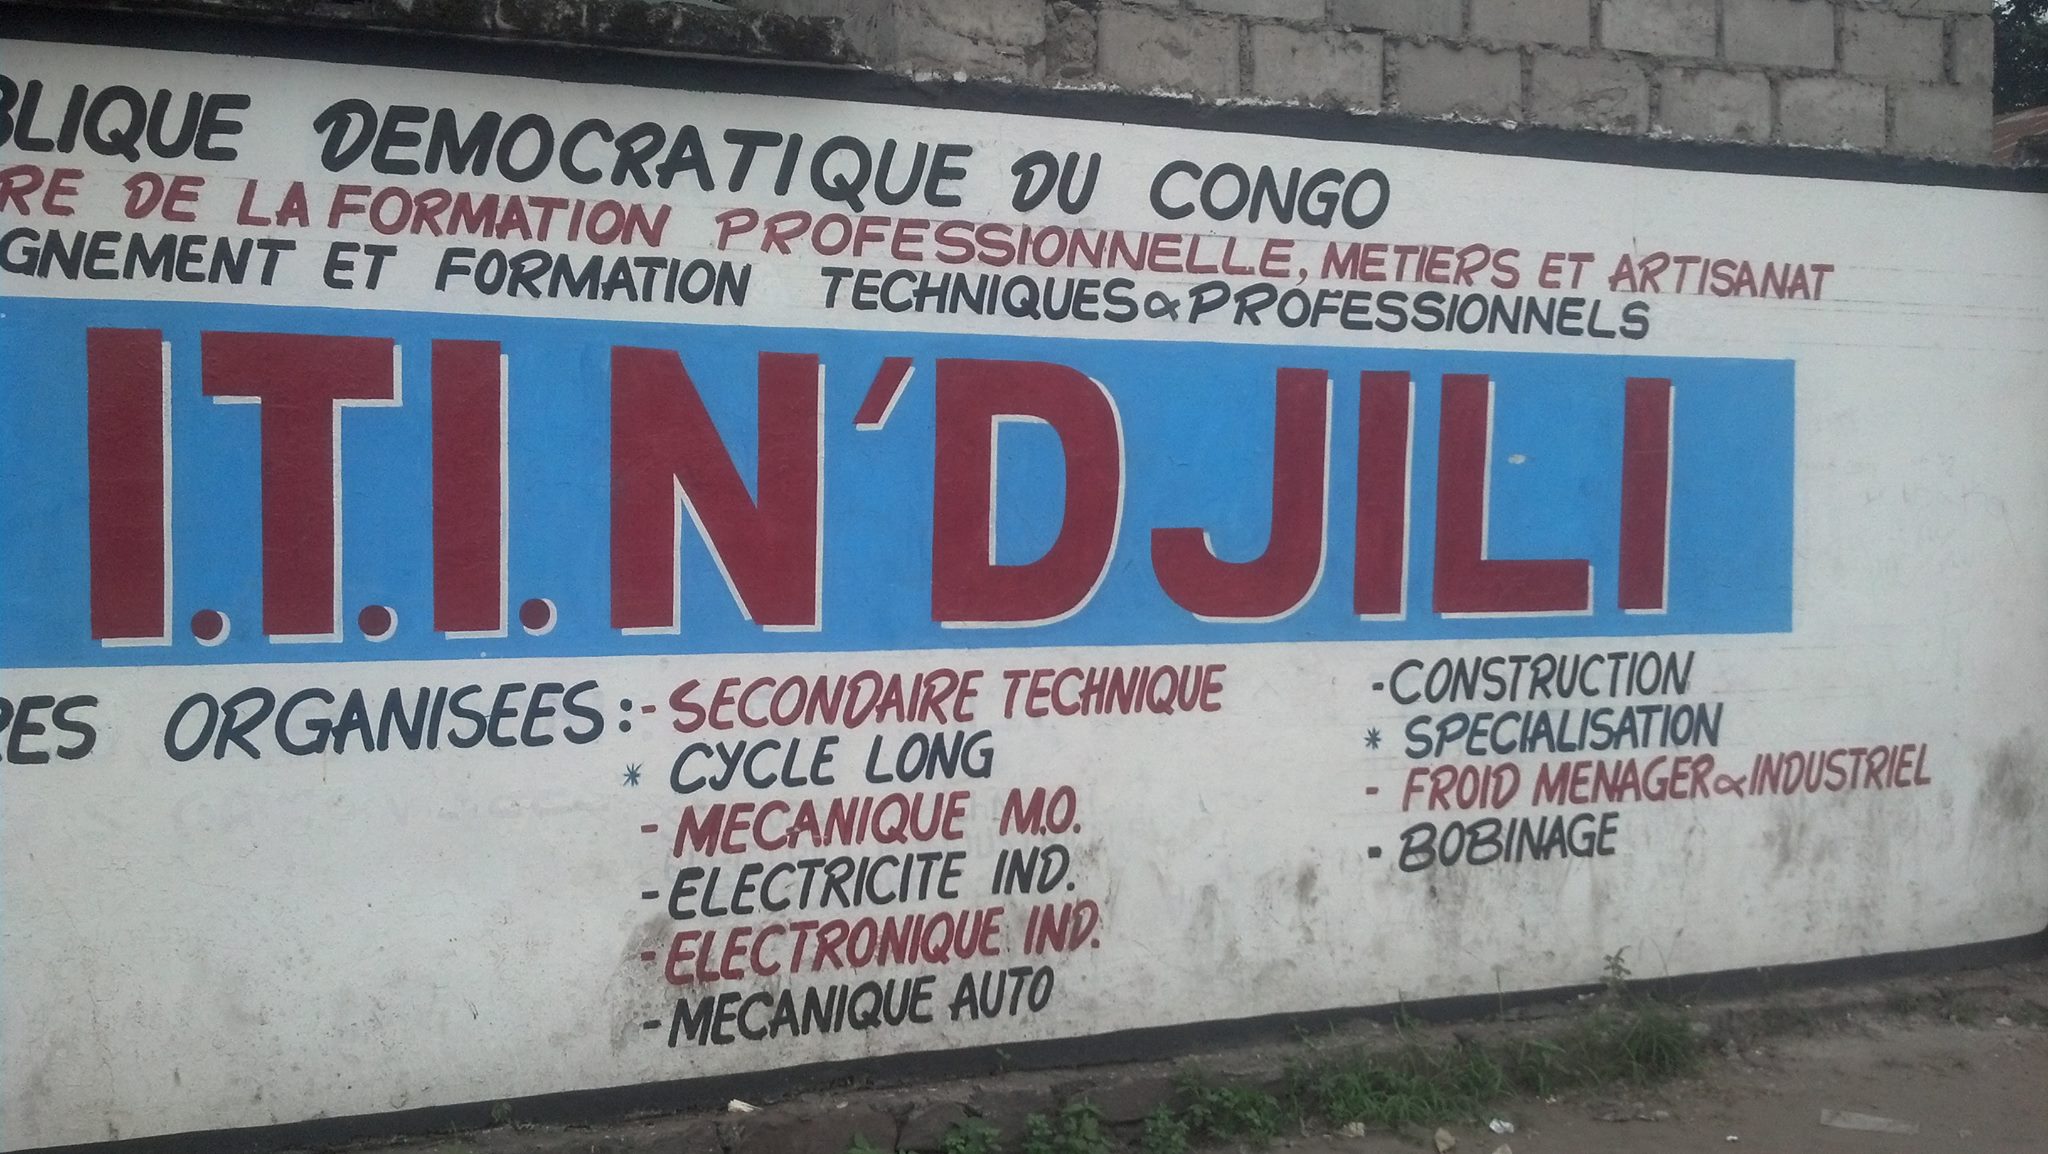 BLIQUE DEMOCRATIQUE DU CONGO
RE DE LA FORMATION PROFESSIONNELLE, METIERS ET ARTISANAT
GNEMENT ET FORMATION TECHNIQUES & PROFESSIONNELS
I.T.I. N'DJILI
RES ORGANISEES :- SECONDAIRE TECHNIQUE
* CYCLE LONG
- MECANIQUE M.O.
- ELECTRICITE IND.
- ELECTRONIQUE IND.
- MECANIQUE AUTO
- CONSTRUCTION
* SPECIALISATION
- FROID MENAGER & INDUSTRIEL
- BOBINAGE